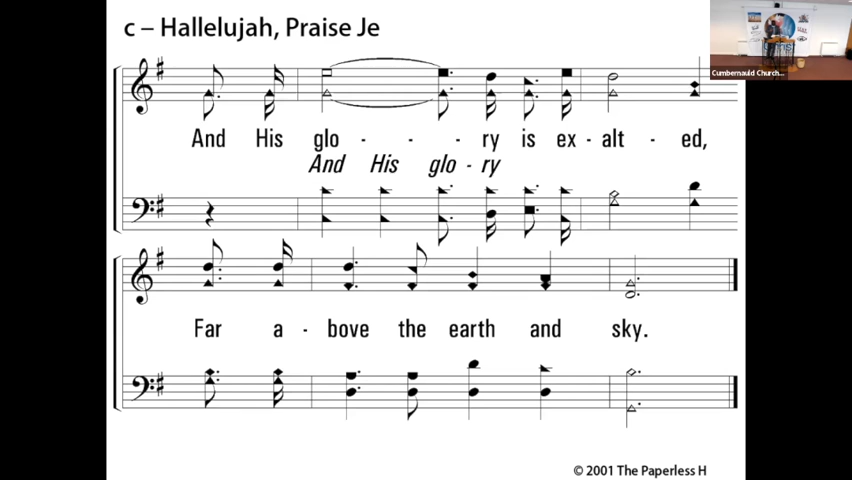 c – Hallelujah, Praise Je
Cumbernauld Church...
And His glo - - - ry is ex - alt - ed,
And His glo - ry
Far a - bove the earth and sky.
© 2001 The Paperless H